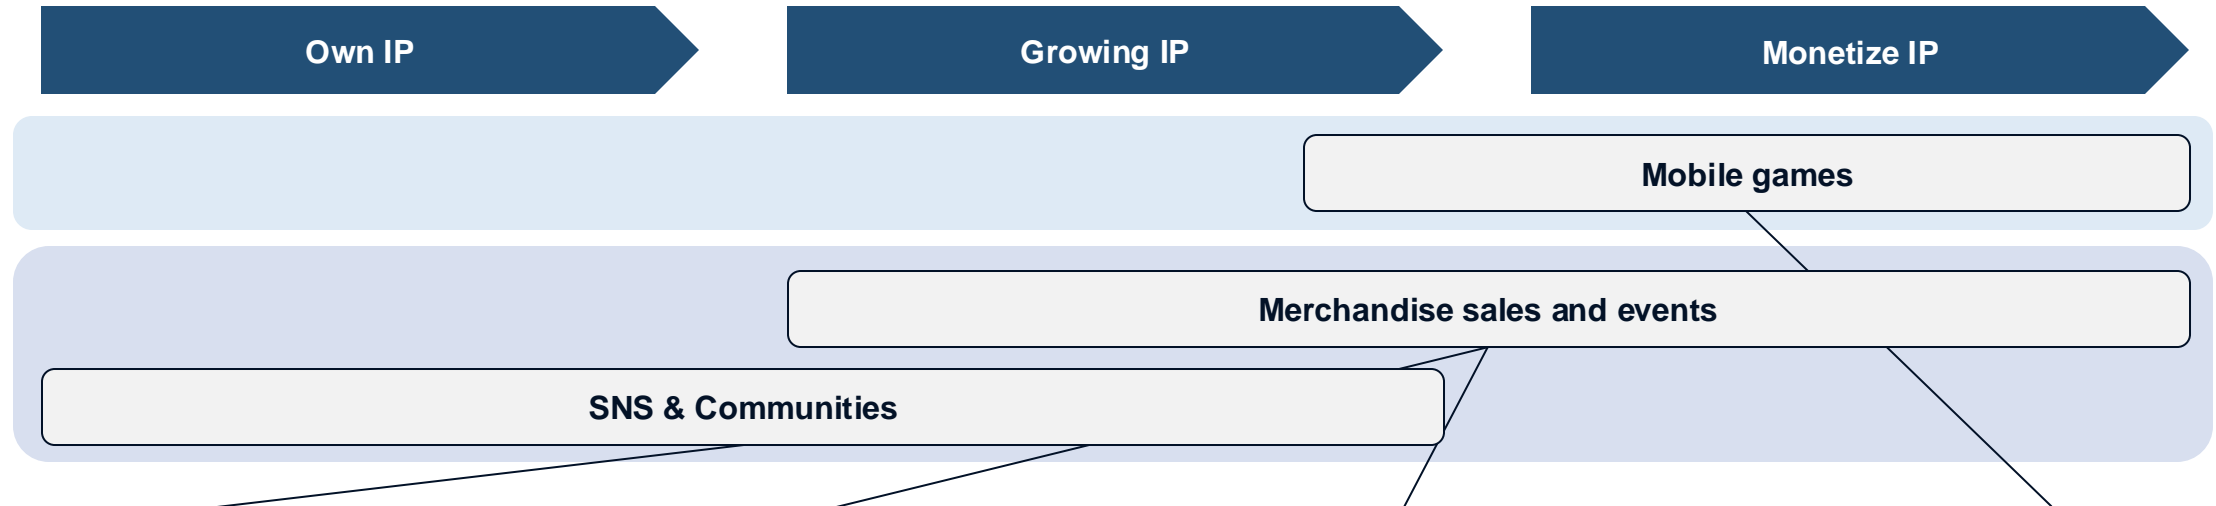 Own IP
Growing IP
Monetize IP
Mobile games
Merchandise sales and events
SNS & Communities